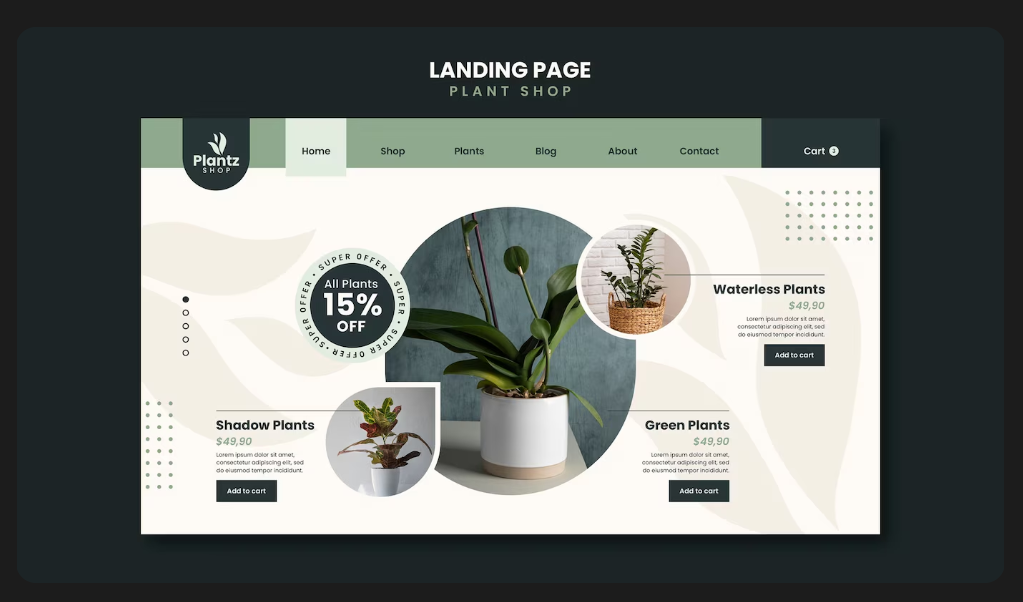 LANDING PAGE
PLANT SHOP
Plantz
SHOP
Home
Shop
Plants
Blog
About
Contact
Cart
SUPER OFFER • SUPER OFFER • SUPER OFFER •
All Plants
15%
OFF
Waterless Plants
$49,90
Lorem ipsum dolor sit amet,
consectetur adipiscing elit, sed
do eiusmod tempor incididunt.
Add to cart
Shadow Plants
$49,90
Lorem ipsum dolor sit amet,
consectetur adipiscing elit, sed
do eiusmod tempor incididunt.
Add to cart
Green Plants
$49,90
Lorem ipsum dolor sit amet,
consectetur adipiscing elit, sed
do eiusmod tempor incididunt.
Add to cart